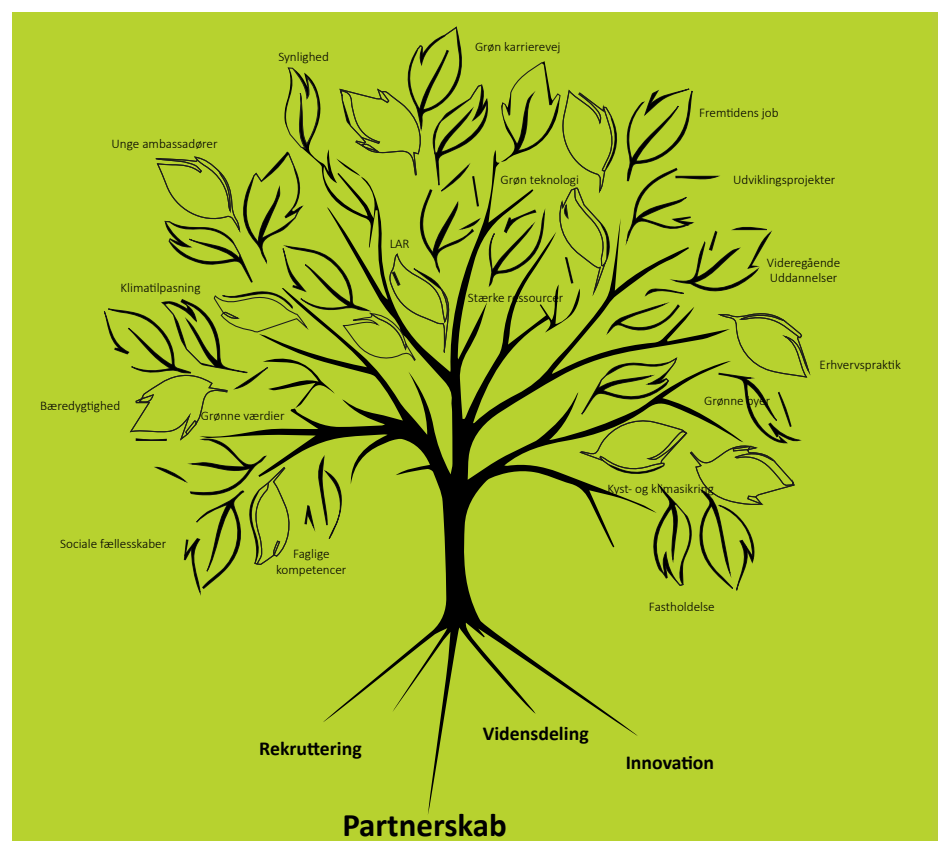 Grøn karrierevej
Synlighed
Fremtidens job
Unge ambassadører
Grøn teknologi
Udviklingsprojekter
LAR
Videregående
Uddannelser
Klimatilpasning
Stærke ressourcer
Erhvervspraktik
Bæredygtighed
Grønne byer
Grønne værdier
Kyst- og klimasikring
Sociale fællesskaber
Faglige
kompetencer
Fastholdelse
Vidensdeling
Rekruttering
Innovation
Partnerskab